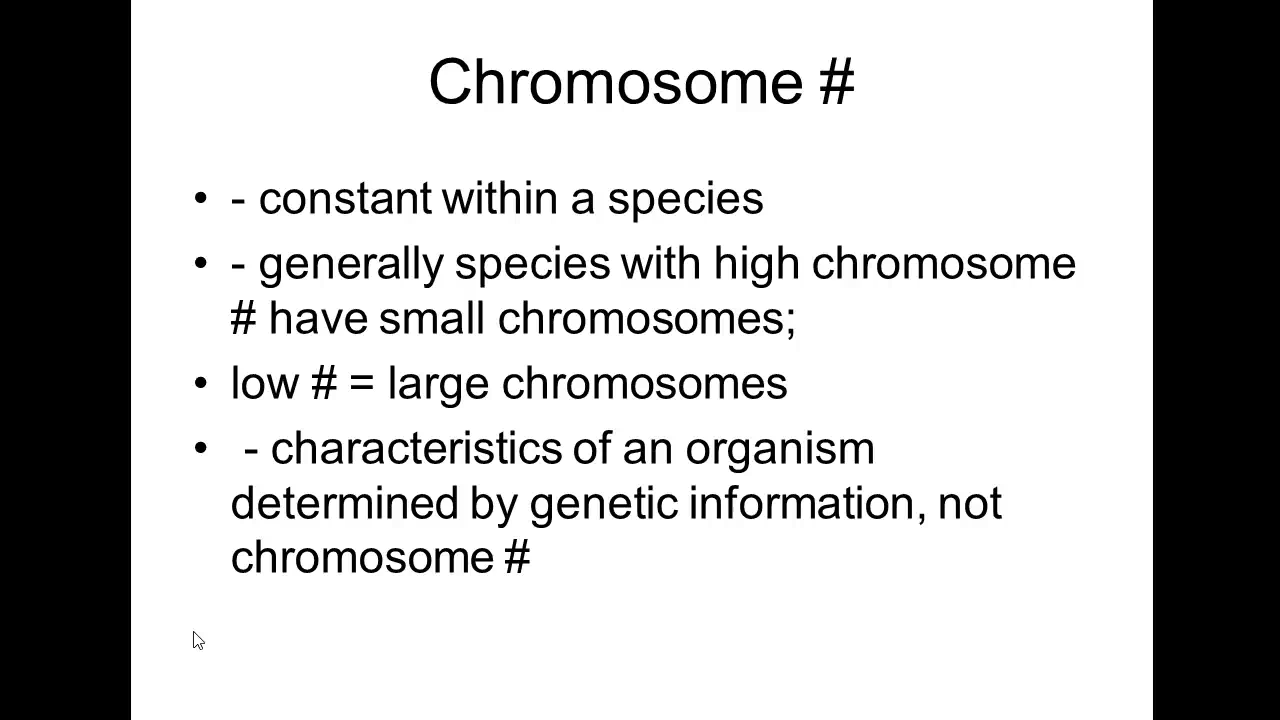 Chromosome #
• - constant within a species
• - generally species with high chromosome
# have small chromosomes;
• low # = large chromosomes
• - characteristics of an organism
determined by genetic information, not
chromosome #